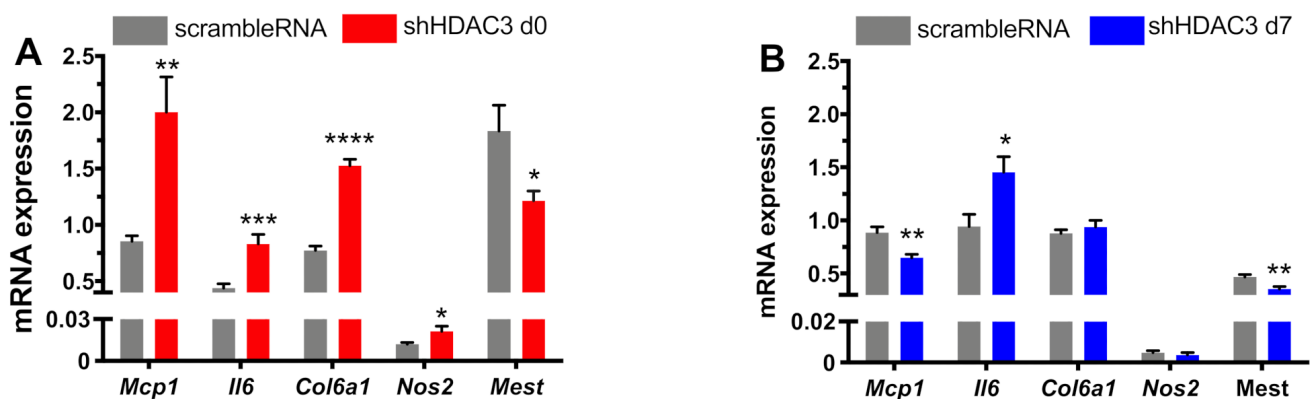 scrambleRNA shHDAC3 d0
A
mRNA expression
2.5
2.0
1.5
1.0
0.5
0.03
0
** *** **** * *
Mcp1 Il6 Col6a1 Nos2 Mest
scrambleRNA shHDAC3 d7
B
mRNA expression
2.5
2.0
1.5
1.0
0.5
0.02
0
** * **
Mcp1 Il6 Col6a1 Nos2 Mest